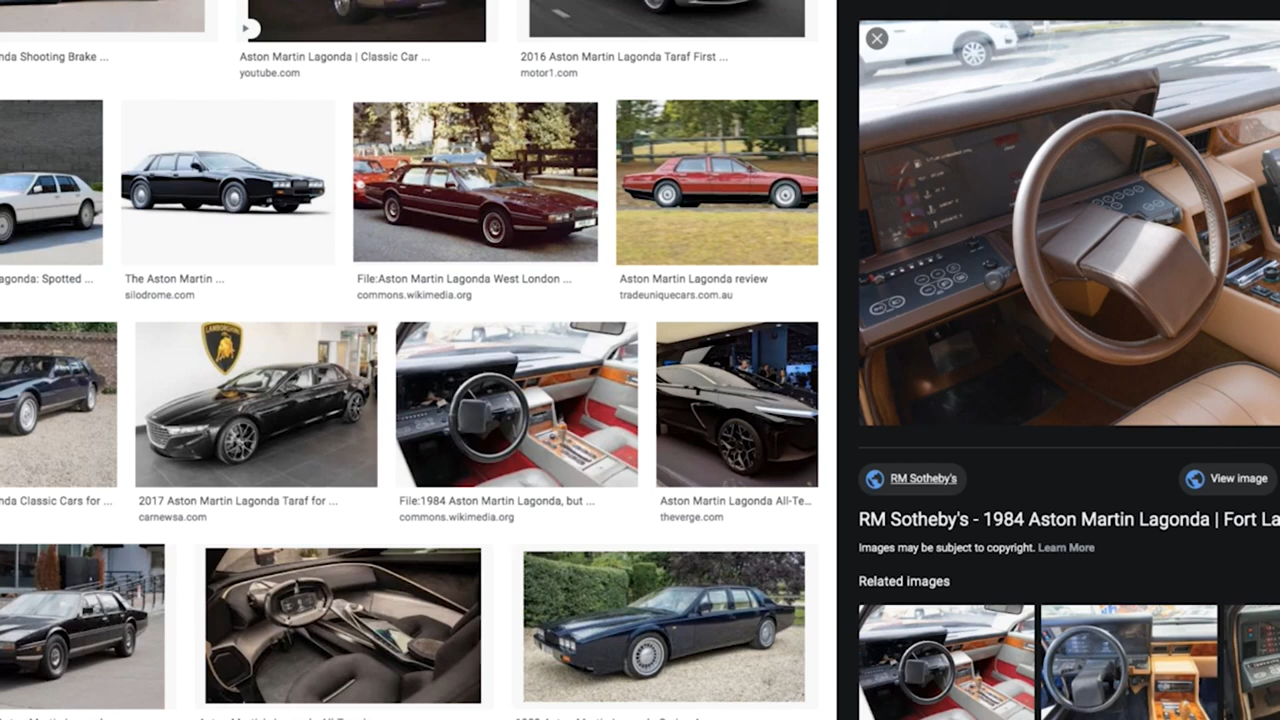 nda Shooting Brake ...
Aston Martin Lagonda | Classic Car ...
youtube.com
2016 Aston Martin Lagonda Taraf First ...
motor1.com
agonda: Spotted ...
The Aston Martin ...
silodrome.com
File:Aston Martin Lagonda West London ...
commons.wikimedia.org
Aston Martin Lagonda review
tradeuniquecars.com.au
LAMBORGHINI
nda Classic Cars for ...
2017 Aston Martin Lagonda Taraf for ...
carnewsa.com
File:1984 Aston Martin Lagonda, but ...
commons.wikimedia.org
Aston Martin Lagonda All-Te...
theverge.com
RM Sotheby's
View image
RM Sotheby's - 1984 Aston Martin Lagonda | Fort La
Images may be subject to copyright. Learn More
Related images